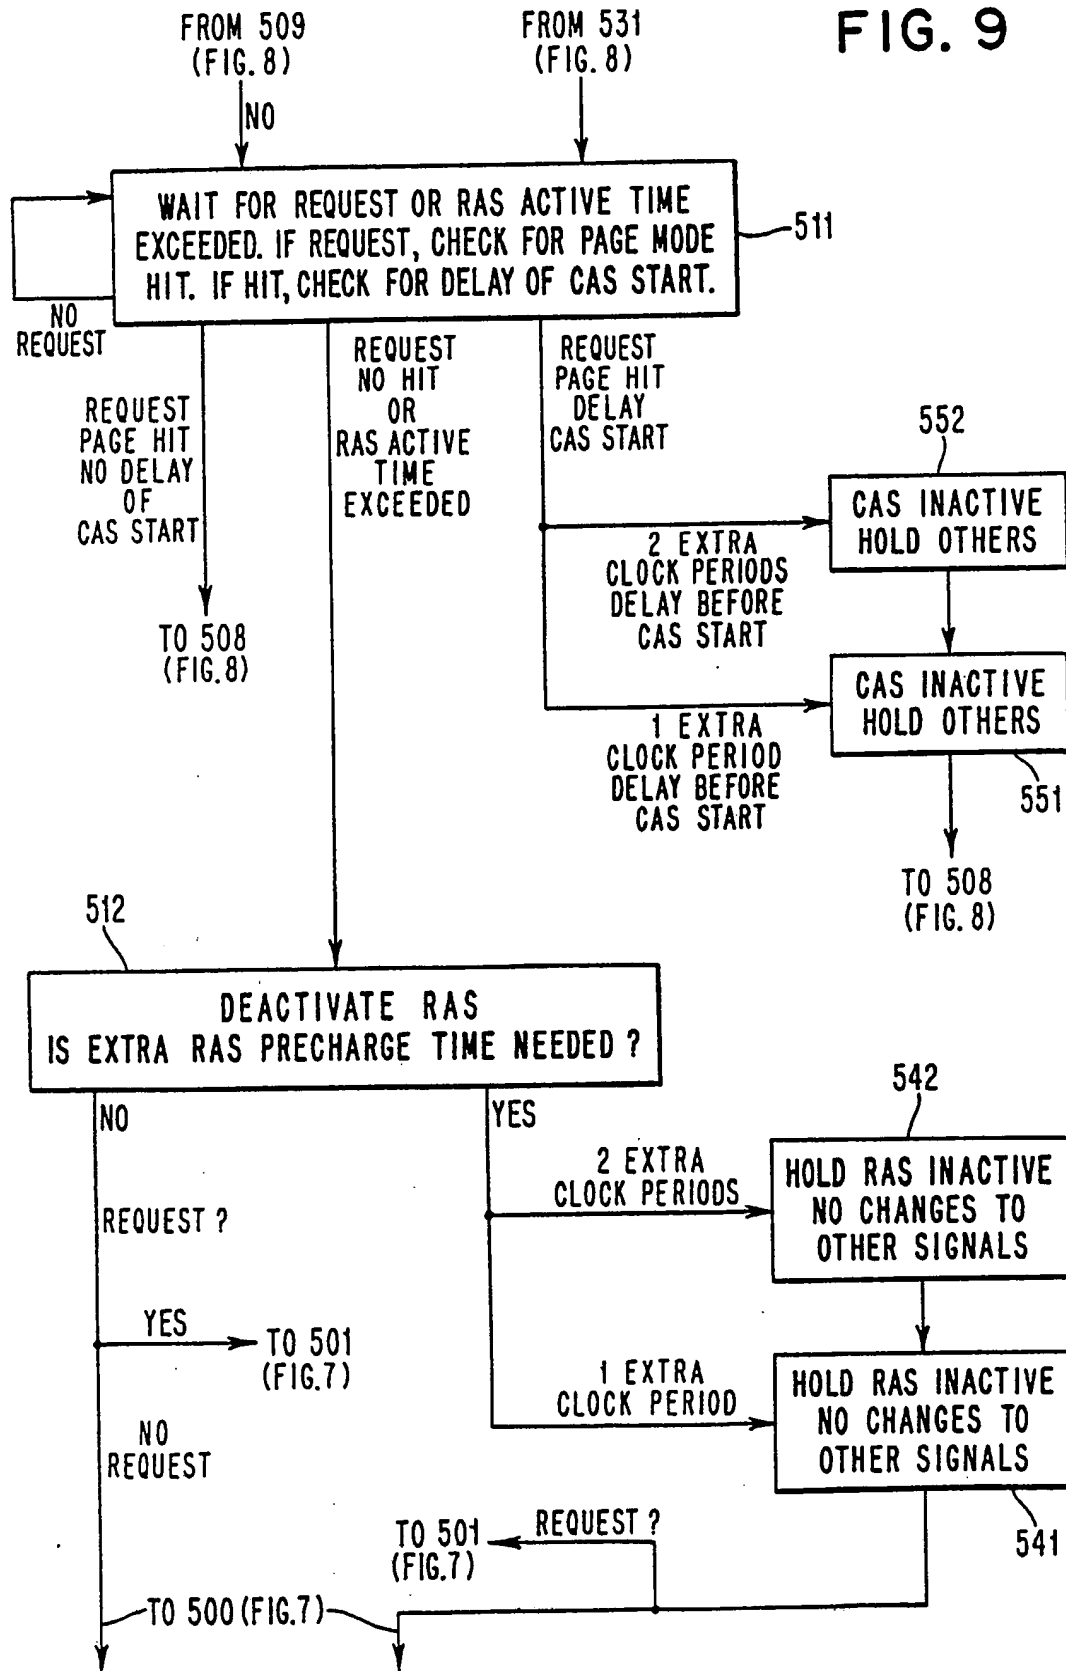 FROM 509
(FIG. 8)
FROM 531
(FIG. 8)
FIG. 9
NO
WAIT FOR REQUEST OR RAS ACTIVE TIME
EXCEEDED. IF REQUEST, CHECK FOR PAGE MODE
HIT. IF HIT, CHECK FOR DELAY OF CAS START.
511
NO
REQUEST
REQUEST
PAGE HIT
NO DELAY
OF
CAS START
TO 508
(FIG. 8)
REQUEST
NO HIT
OR
RAS ACTIVE
TIME
EXCEEDED
REQUEST
PAGE HIT
DELAY
CAS START
552
CAS INACTIVE
HOLD OTHERS
2 EXTRA
CLOCK PERIODS
DELAY BEFORE
CAS START
CAS INACTIVE
HOLD OTHERS
551
1 EXTRA
CLOCK PERIOD
DELAY BEFORE
CAS START
TO 508
(FIG. 8)
512
DEACTIVATE RAS
IS EXTRA RAS PRECHARGE TIME NEEDED ?
NO
YES
REQUEST ?
YES
TO 501
(FIG.7)
NO
REQUEST
2 EXTRA
CLOCK PERIODS
542
HOLD RAS INACTIVE
NO CHANGES TO
OTHER SIGNALS
1 EXTRA
CLOCK PERIOD
HOLD RAS INACTIVE
NO CHANGES TO
OTHER SIGNALS
541
REQUEST ?
TO 501
(FIG.7)
TO 500 (FIG.7)